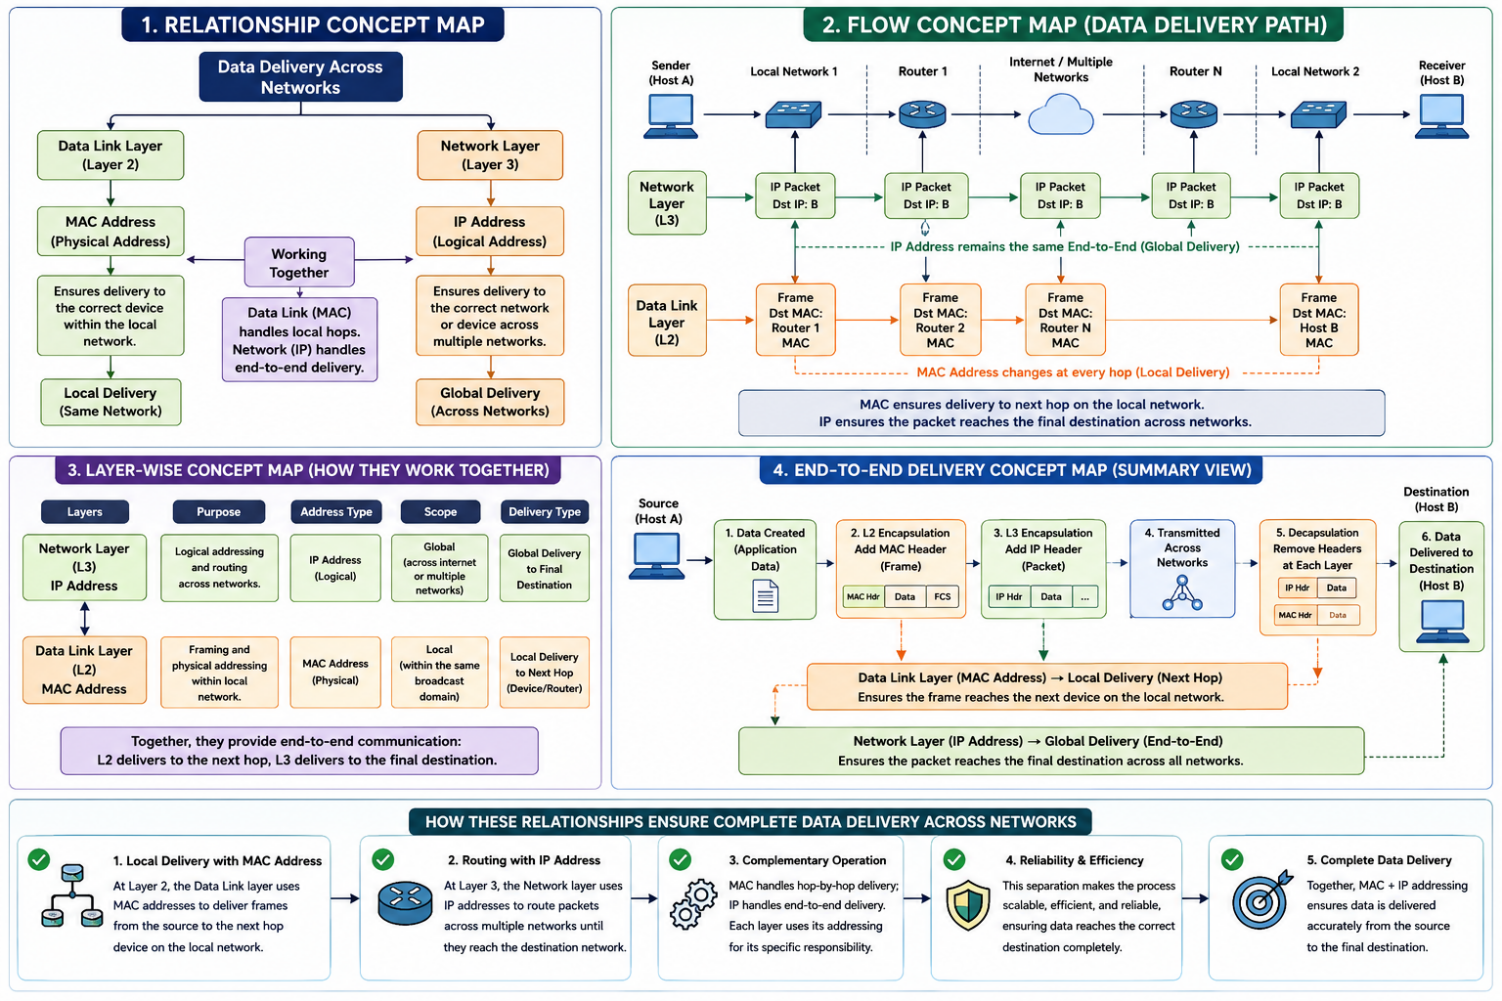 1. RELATIONSHIP CONCEPT MAP
Data Delivery Across
Networks
Data Link Layer
(Layer 2)
Network Layer
(Layer 3)
MAC Address
(Physical Address)
IP Address
(Logical Address)
Working
Together
Ensures delivery to
the correct device
within the local
network.
Data Link (MAC)
handles local hops.
Network (IP) handles
end-to-end delivery.
Ensures delivery to
the correct network
or device across
multiple networks.
Local Delivery
(Same Network)
Global Delivery
(Across Networks)
2. FLOW CONCEPT MAP (DATA DELIVERY PATH)
Sender
(Host A)
Local Network 1
Router 1
Internet / Multiple
Networks
Router N
Local Network 2
Receiver
(Host B)
Network
Layer
(L3)
IP Packet
Dst IP: B
IP Packet
Dst IP: B
IP Packet
Dst IP: B
IP Packet
Dst IP: B
IP Packet
Dst IP: B
IP Address remains the same End-to-End (Global Delivery)
Data Link
Layer
(L2)
Frame
Dst MAC:
Router 1
MAC
Frame
Dst MAC:
Router 2
MAC
Frame
Dst MAC:
Router N
MAC
Frame
Dst MAC:
Host B
MAC
MAC Address changes at every hop (Local Delivery)
MAC ensures delivery to next hop on the local network.
IP ensures the packet reaches the final destination across networks.
3. LAYER-WISE CONCEPT MAP (HOW THEY WORK TOGETHER)
Layers
Purpose
Address Type
Scope
Delivery Type
Network Layer
(L3)
IP Address
Logical addressing
and routing
across networks.
IP Address
(Logical)
Global
(across internet
or multiple
networks)
Global Delivery
to Final
Destination
Data Link Layer
(L2)
MAC Address
Framing and
physical addressing
within local
network.
MAC Address
(Physical)
Local
(within the same
broadcast
domain)
Local Delivery
to Next Hop
(Device/Router)
Together, they provide end-to-end communication:
L2 delivers to the next hop, L3 delivers to the final destination.
4. END-TO-END DELIVERY CONCEPT MAP (SUMMARY VIEW)
Source
(Host A)
1. Data Created
(Application
Data)
2. L2 Encapsulation
Add MAC Header
(Frame)
MAC Hdr
Data
FCS
3. L3 Encapsulation
Add IP Header
(Packet)
IP Hdr
Data
...
4. Transmitted
Across
Networks
5. Decapsulation
Remove Headers
at Each Layer
IP Hdr
Data
MAC Hdr
Data
Destination
(Host B)
6. Data
Delivered to
Destination
(Host B)
Data Link Layer (MAC Address) → Local Delivery (Next Hop)
Ensures the frame reaches the next device on the local network.
Network Layer (IP Address) → Global Delivery (End-to-End)
Ensures the packet reaches the final destination across all networks.
HOW THESE RELATIONSHIPS ENSURE COMPLETE DATA DELIVERY ACROSS NETWORKS
1. Local Delivery with MAC Address
At Layer 2, the Data Link layer uses
MAC addresses to deliver frames
from the source to the next hop
device on the local network.
2. Routing with IP Address
At Layer 3, the Network layer uses
IP addresses to route packets
across multiple networks until
they reach the destination network.
3. Complementary Operation
MAC handles hop-by-hop delivery;
IP handles end-to-end delivery.
Each layer uses its addressing
for its specific responsibility.
4. Reliability & Efficiency
This separation makes the process
scalable, efficient, and reliable,
ensuring data reaches the correct
destination completely.
5. Complete Data Delivery
Together, MAC + IP addressing
ensures data is delivered
accurately from the source
to the final destination.